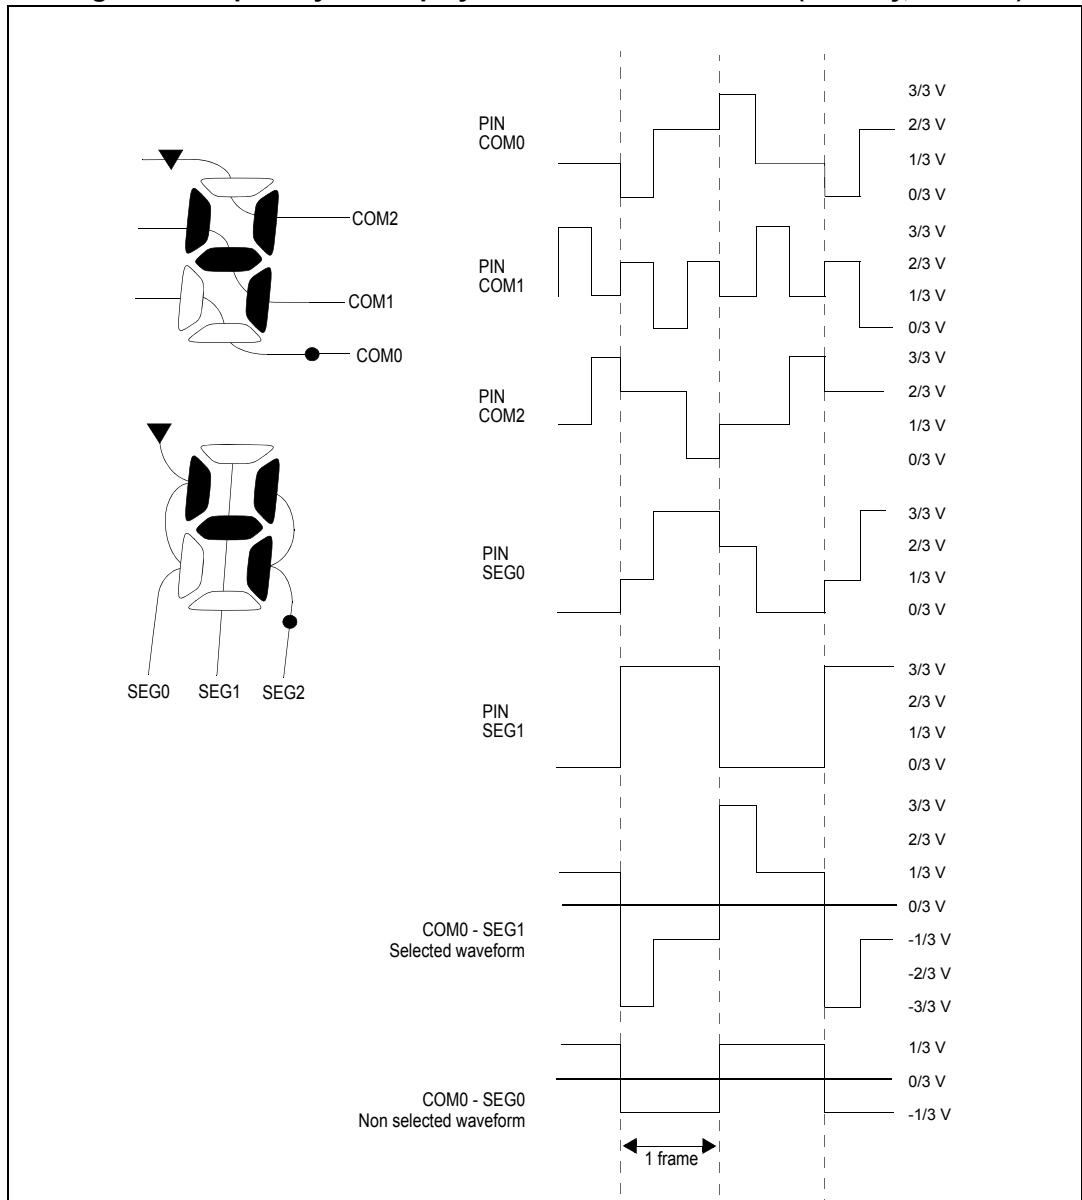 PIN
COM0
3/3 V
2/3 V
1/3 V
0/3 V
COM2
COM1
COM0
PIN
COM1
3/3 V
2/3 V
1/3 V
0/3 V
PIN
COM2
3/3 V
2/3 V
1/3 V
0/3 V
SEG0 SEG1 SEG2
PIN
SEG0
3/3 V
2/3 V
1/3 V
0/3 V
PIN
SEG1
3/3 V
2/3 V
1/3 V
0/3 V
COM0 - SEG1
Selected waveform
3/3 V
2/3 V
1/3 V
0/3 V
-1/3 V
-2/3 V
-3/3 V
COM0 - SEG0
Non selected waveform
1/3 V
0/3 V
-1/3 V
1 frame